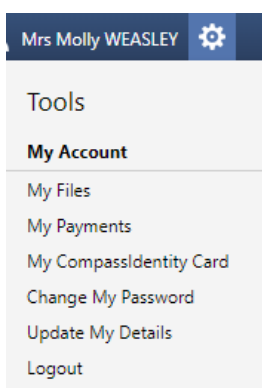 Mrs Molly WEASLEY
Tools
My Account
My Files
My Payments
My CompassIdentity Card
Change My Password
Update My Details
Logout